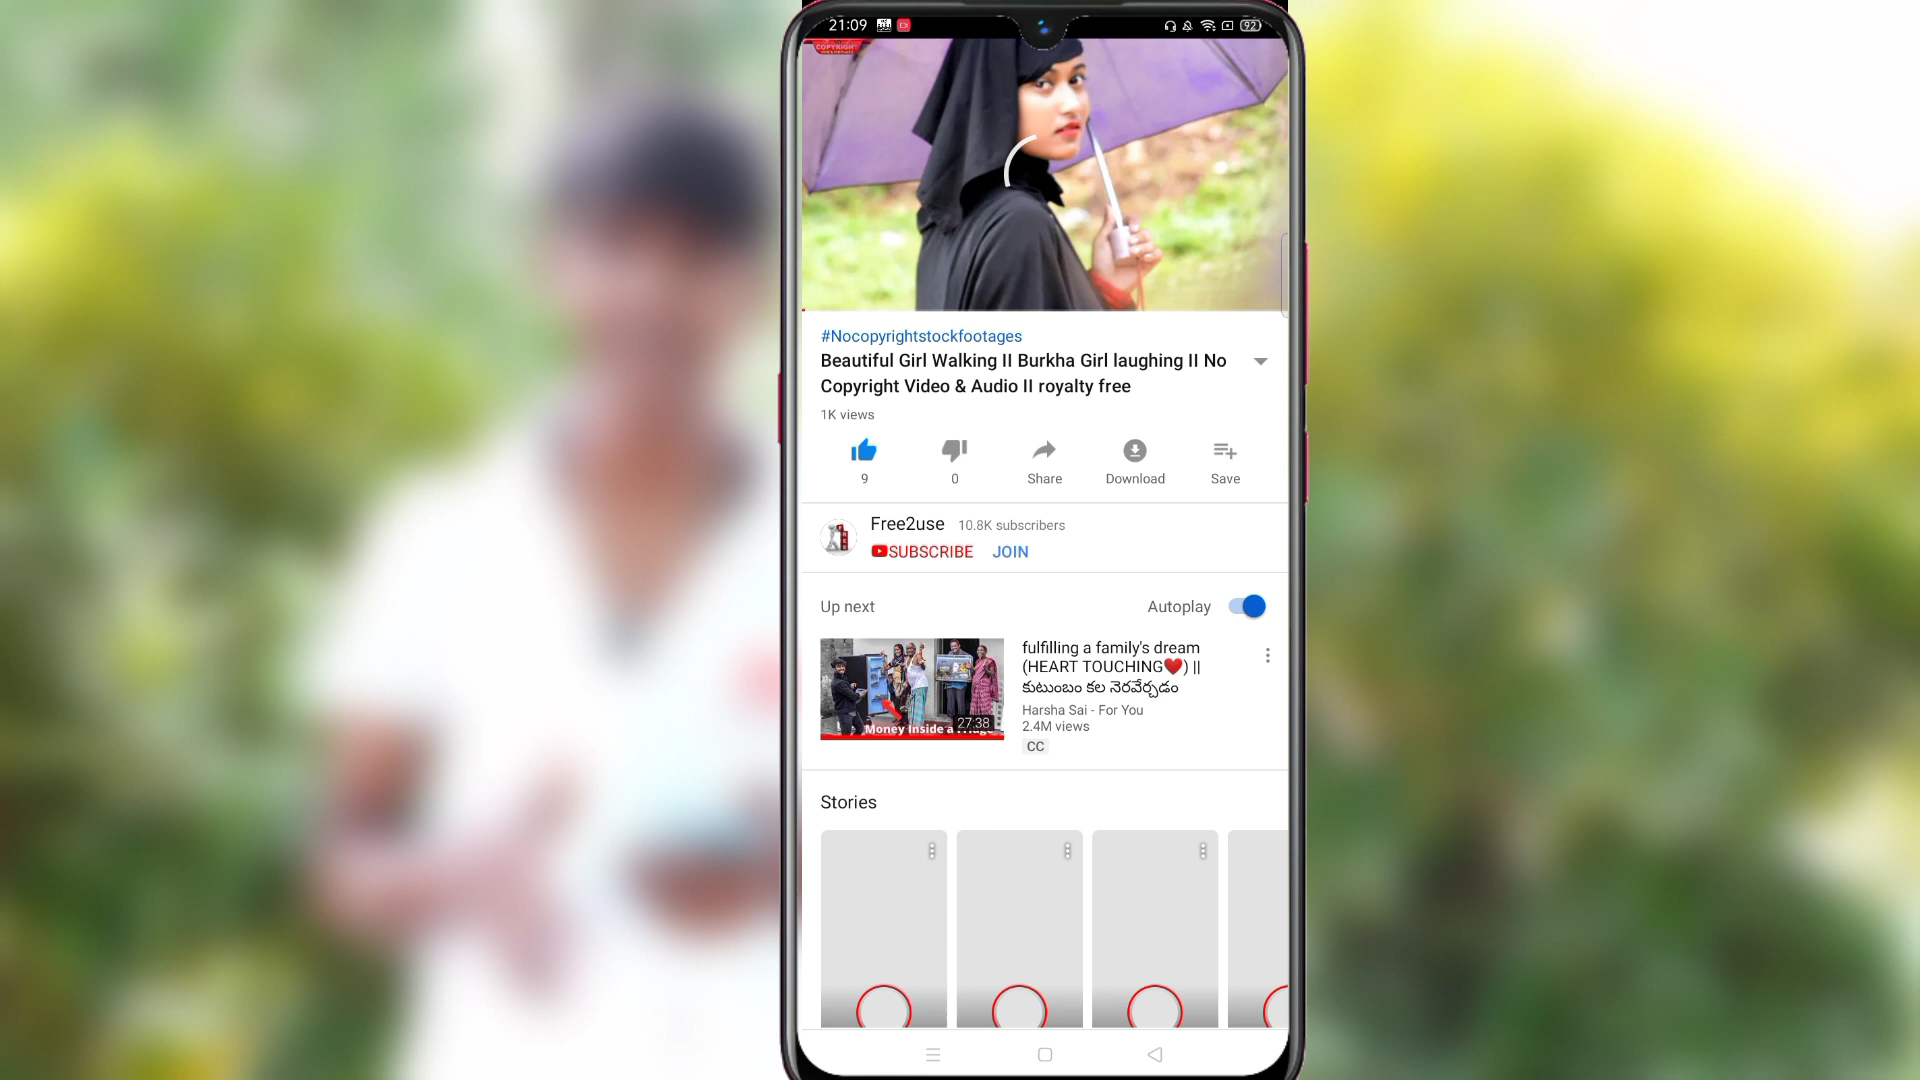 21:09
92
COPYRIGHT
#Nocopyrightstockfootages
Beautiful Girl Walking II Burkha Girl laughing II No
Copyright Video & Audio II royalty free
1K views
9
0
Share
Download
Save
Free2use 10.8K subscribers
SUBSCRIBE JOIN
Up next
Autoplay
fulfilling a family's dream
(HEART TOUCHING❤️) ||
కుటుంబం కల నెరవేర్చడం
Harsha Sai - For You
2.4M views
CC
27:38
Money Inside a
Stories